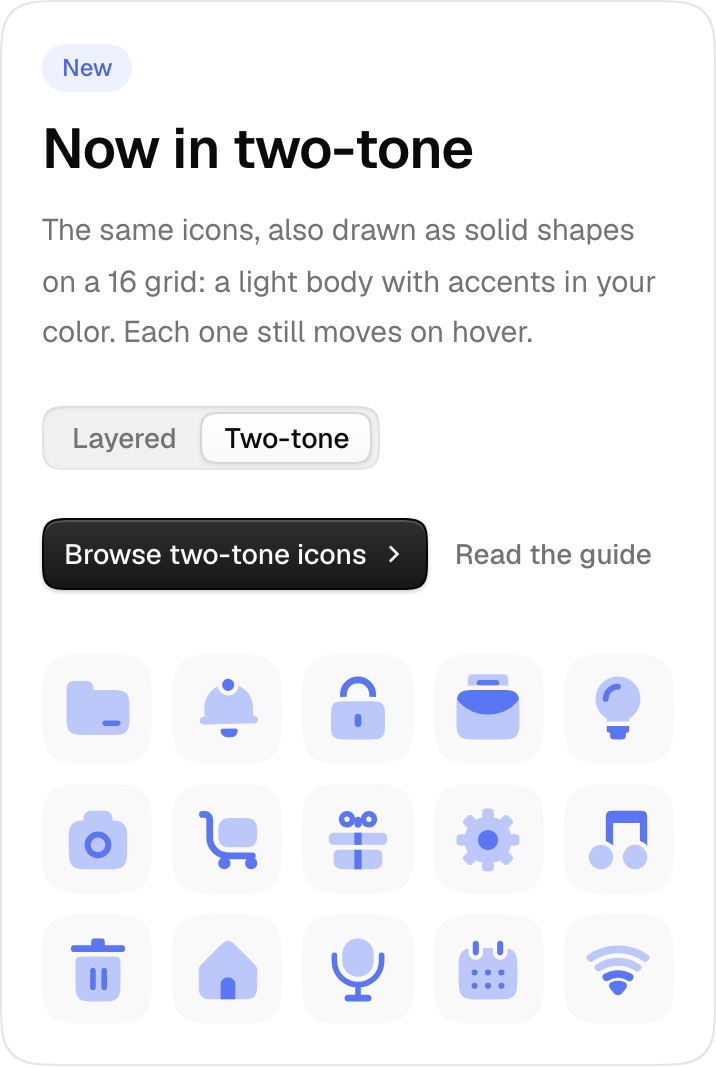 New
Now in two-tone
The same icons, also drawn as solid shapes
on a 16 grid: a light body with accents in your
color. Each one still moves on hover.
Layered
Two-tone
Browse two-tone icons
Read the guide